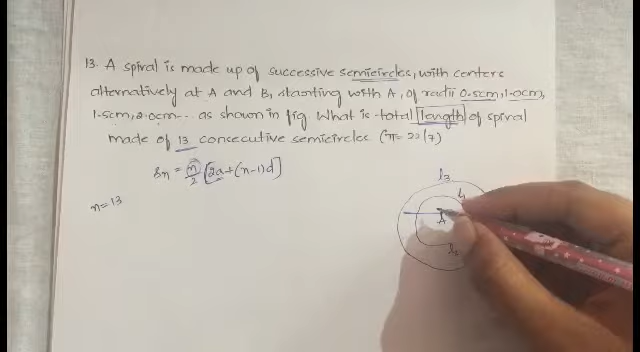 13. A spiral is made up of successive semicircles, with centers
alternatively at A and B, starting with A, of radii 0.5cm, 1.0cm,
1.5cm, 2.0cm... as shown in fig. What is total length of spiral
made of 13 consecutive semicircles (π = 22/7)
Sn = n/2 [2a+(n-1)d]
n=13
l3
l1
A
l2